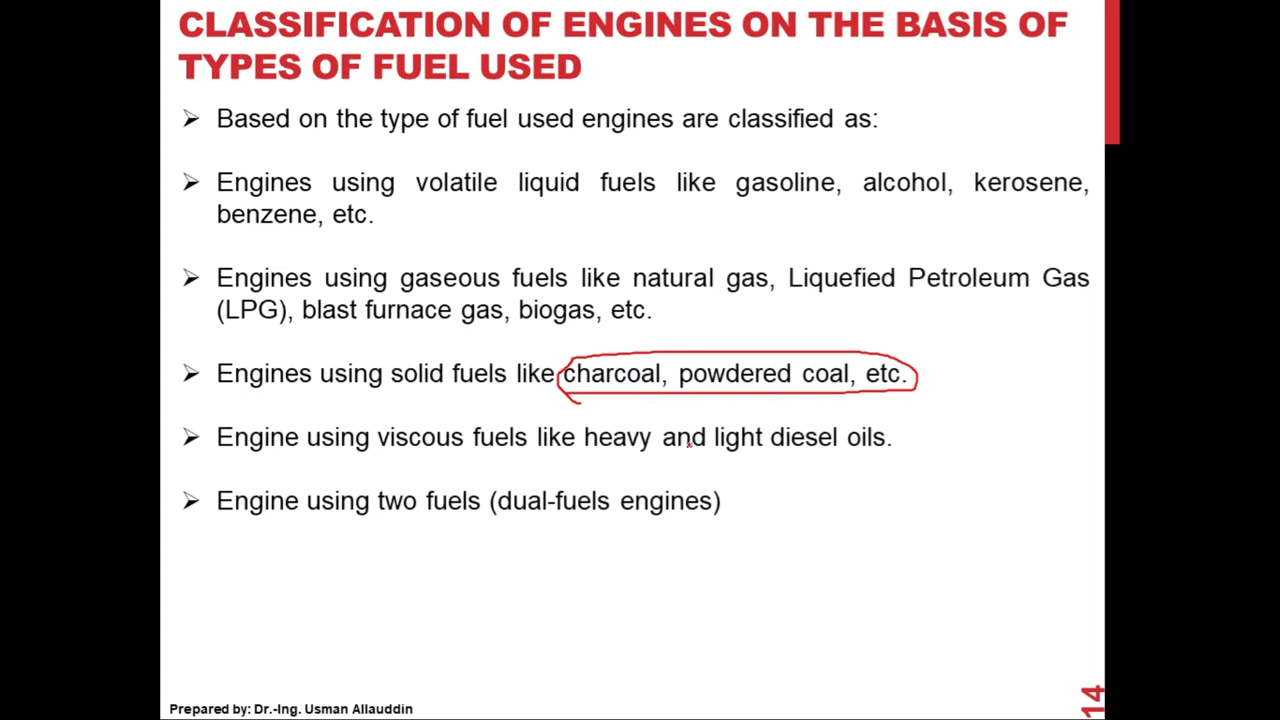 CLASSIFICATION OF ENGINES ON THE BASIS OF
TYPES OF FUEL USED
➢ Based on the type of fuel used engines are classified as:
➢ Engines using volatile liquid fuels like gasoline, alcohol, kerosene,
benzene, etc.
➢ Engines using gaseous fuels like natural gas, Liquefied Petroleum Gas
(LPG), blast furnace gas, biogas, etc.
➢ Engines using solid fuels like charcoal, powdered coal, etc.
➢ Engine using viscous fuels like heavy and light diesel oils.
➢ Engine using two fuels (dual-fuels engines)
Prepared by: Dr.-Ing. Usman Allauddin
14